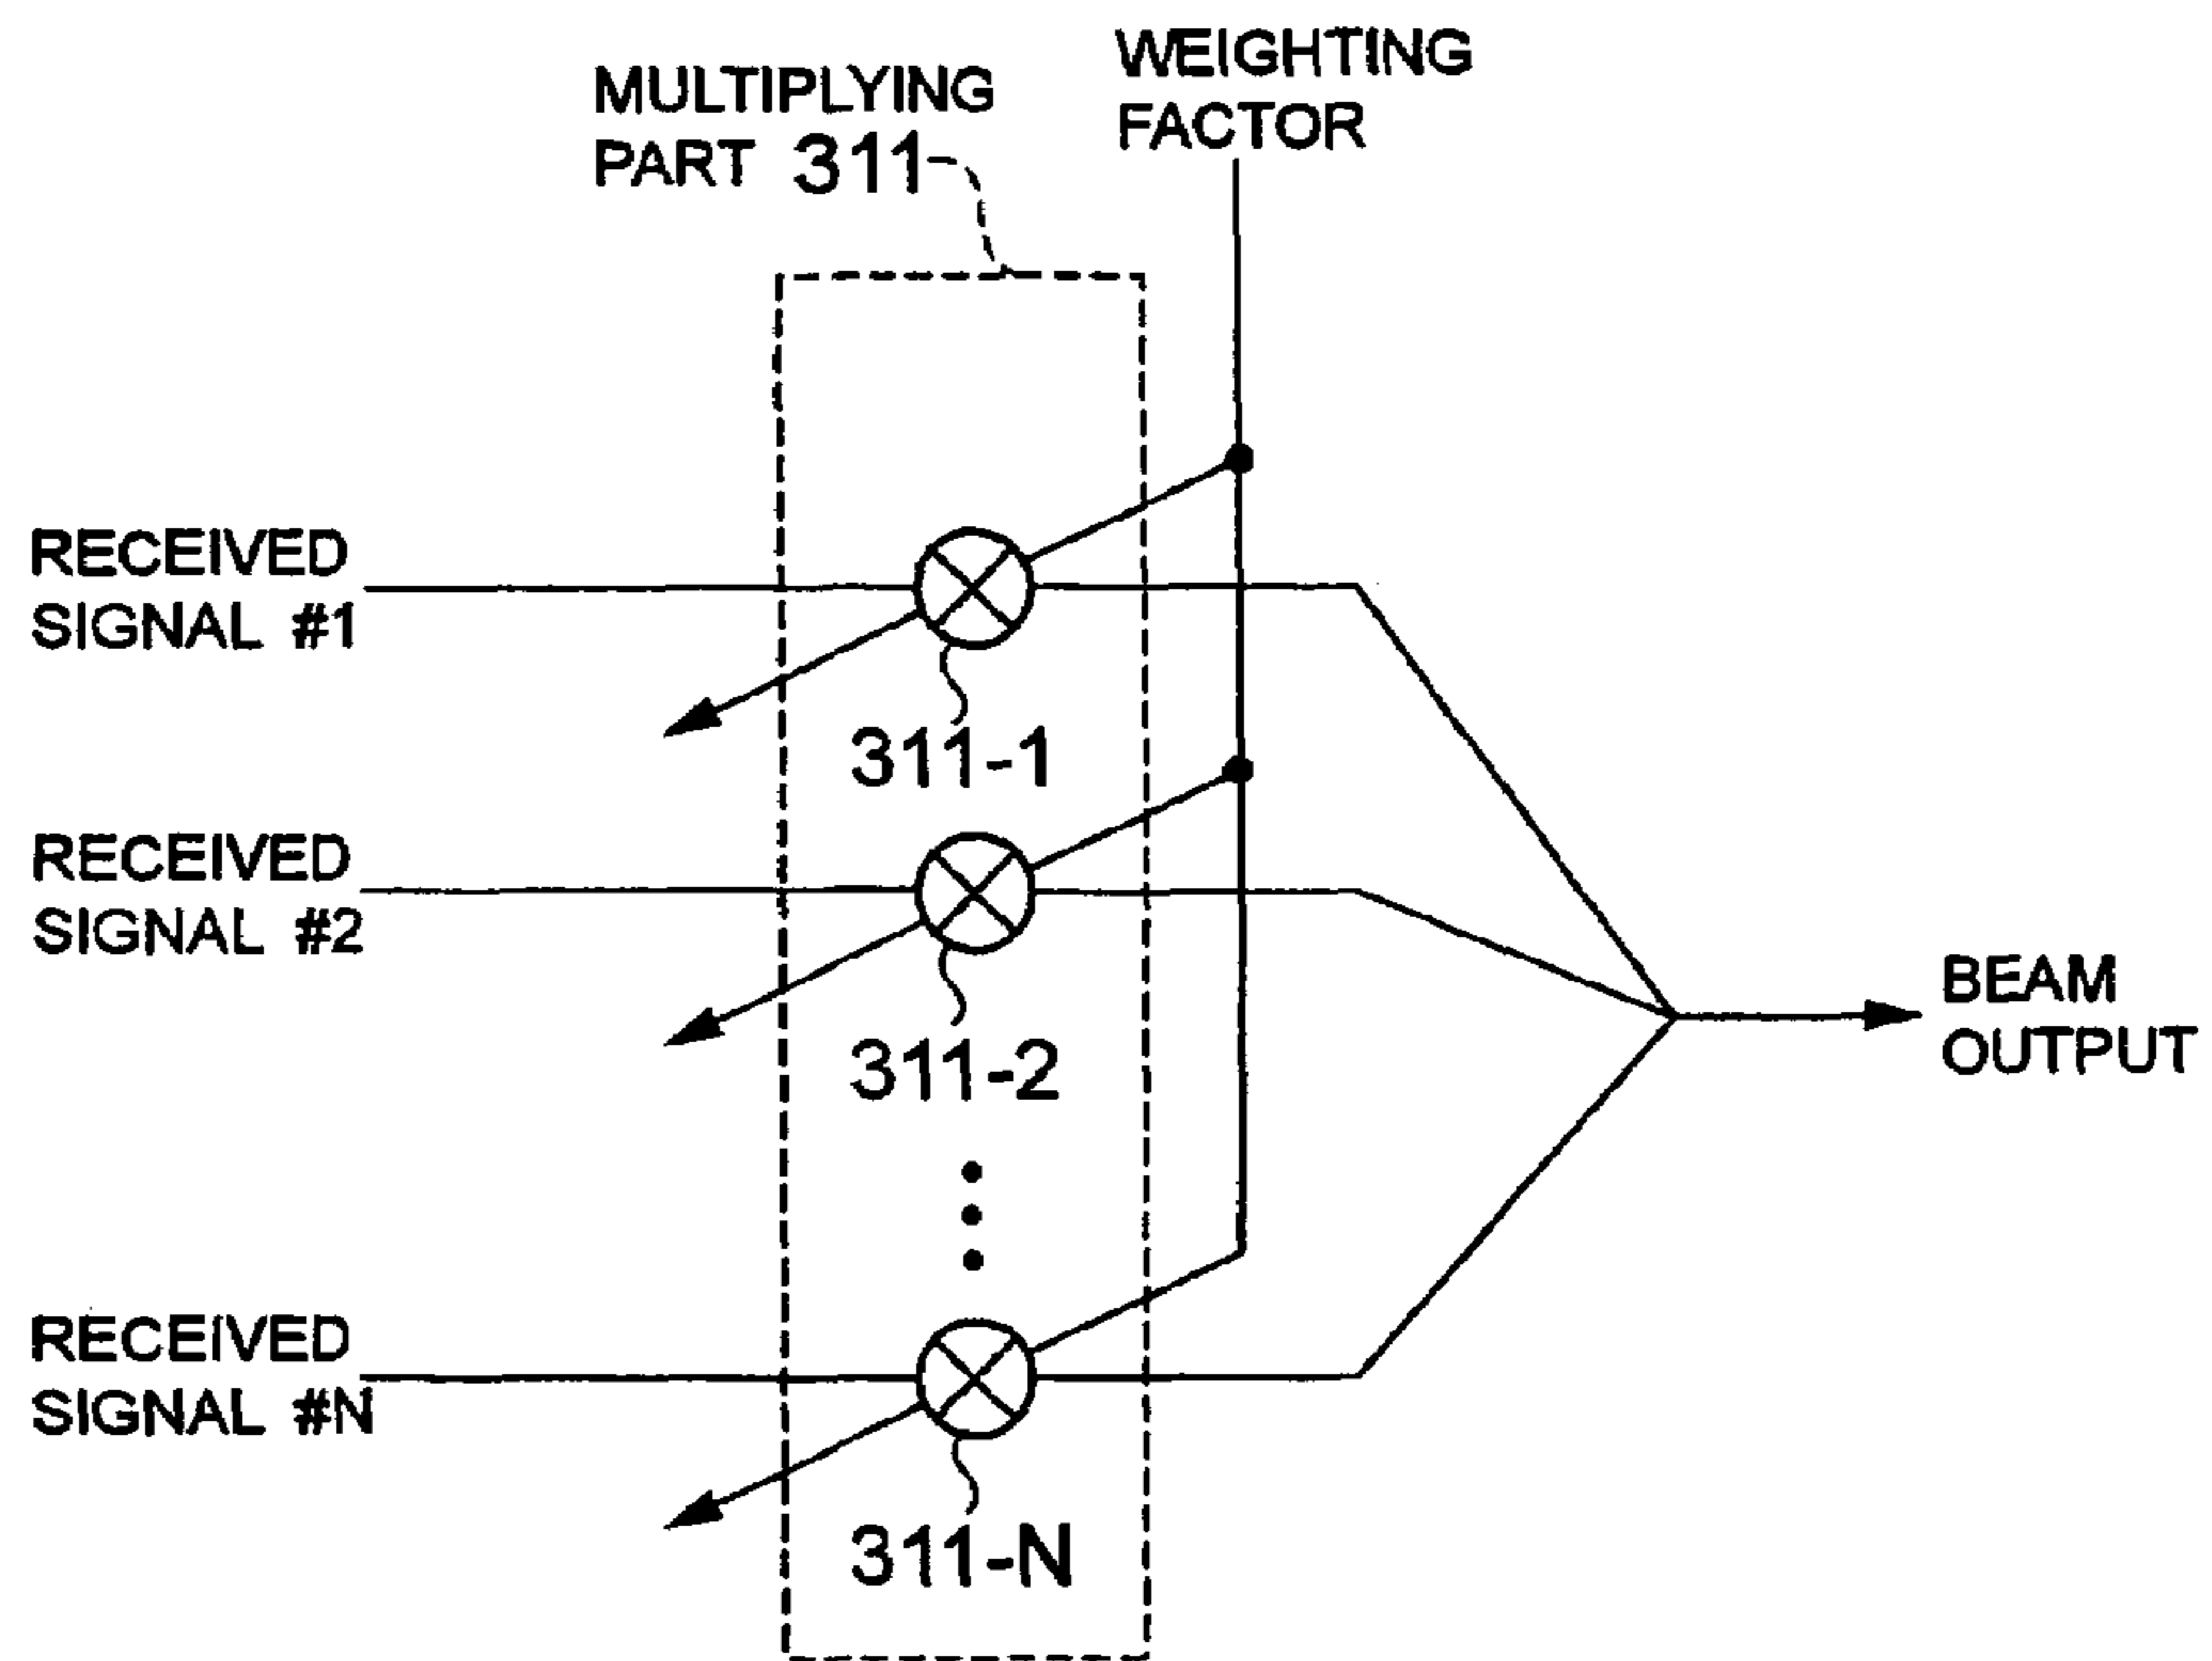 WEIGHTING
FACTOR
MULTIPLYING
PART 311
RECEIVED
SIGNAL #1
311-1
RECEIVED
SIGNAL #2
311-2
BEAM
OUTPUT
RECEIVED
SIGNAL #N
311-N